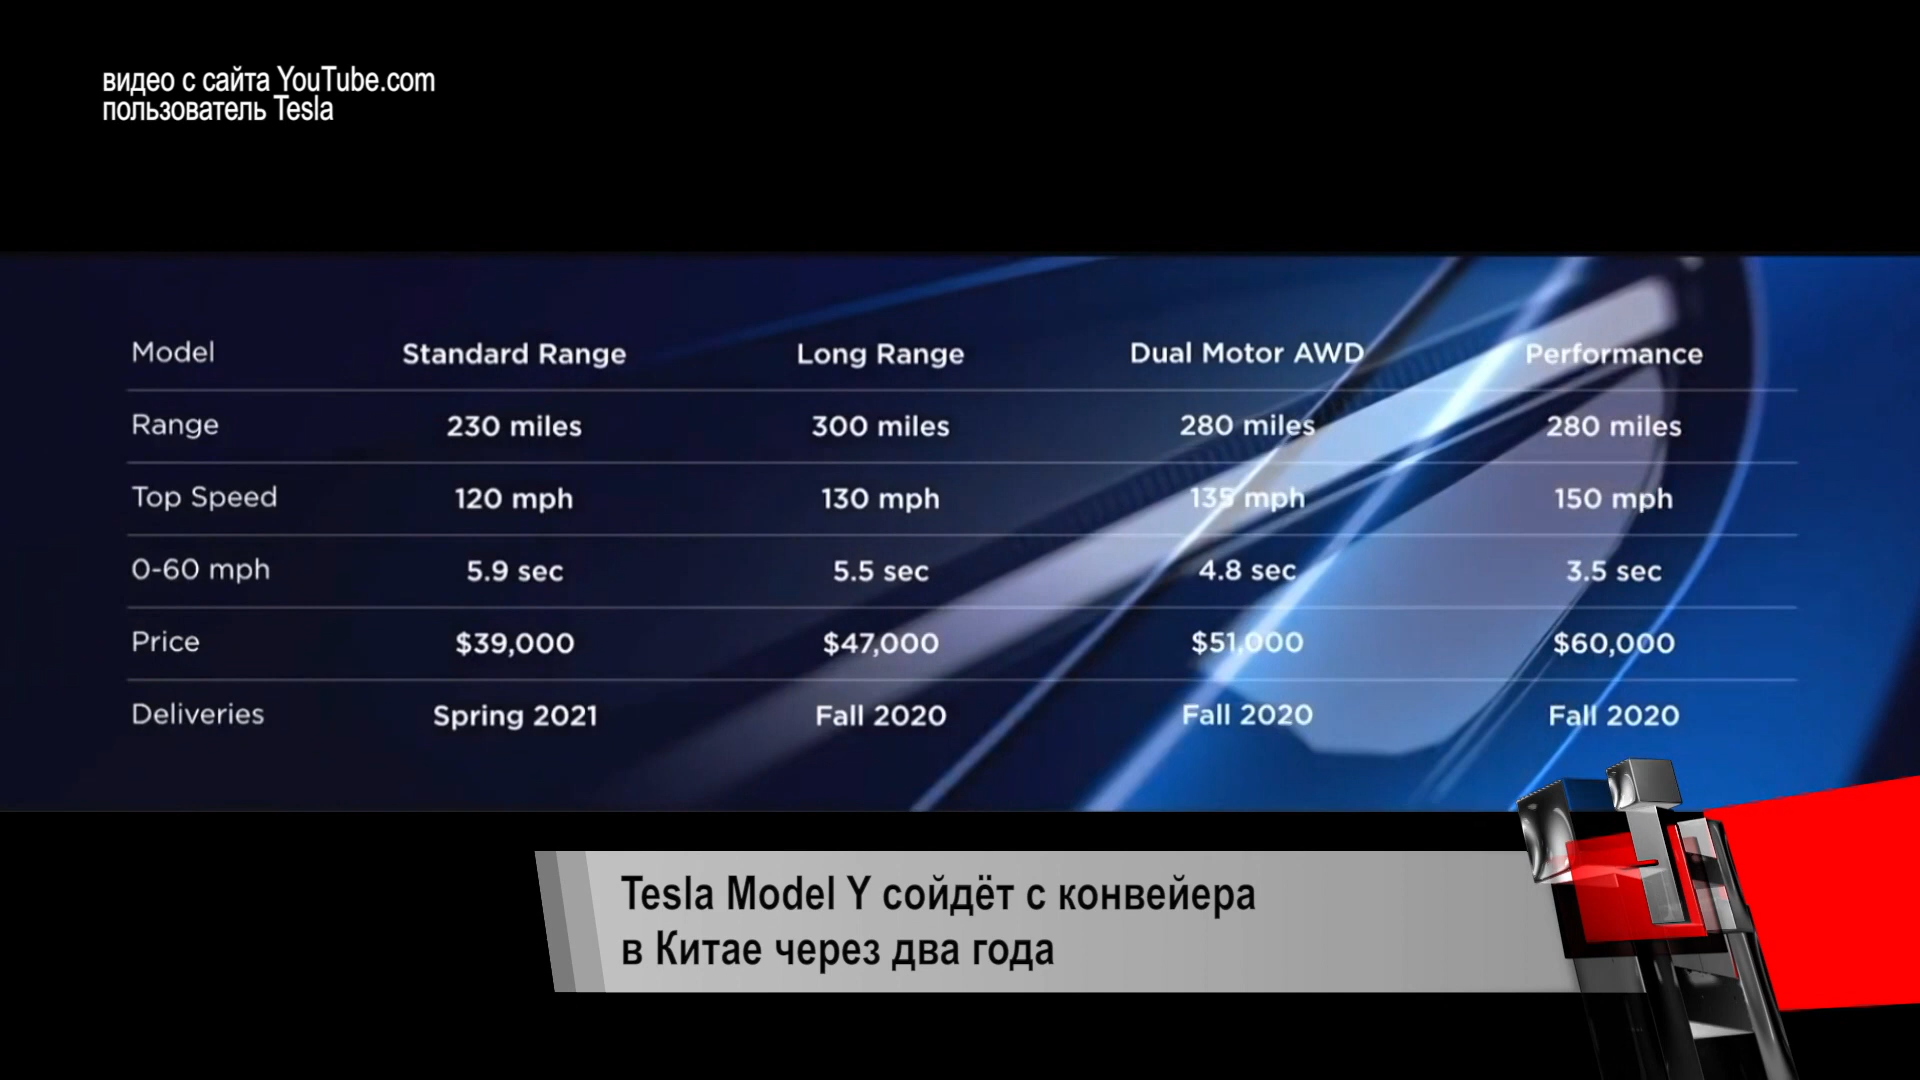 видео с сайта YouTube.com
пользователь Tesla
Model Standard Range Long Range Dual Motor AWD Performance
Range 230 miles 300 miles 280 miles 280 miles
Top Speed 120 mph 130 mph 135 mph 150 mph
0-60 mph 5.9 sec 5.5 sec 4.8 sec 3.5 sec
Price $39,000 $47,000 $51,000 $60,000
Deliveries Spring 2021 Fall 2020 Fall 2020 Fall 2020
Tesla Model Y сойдёт с конвейера
в Китае через два года